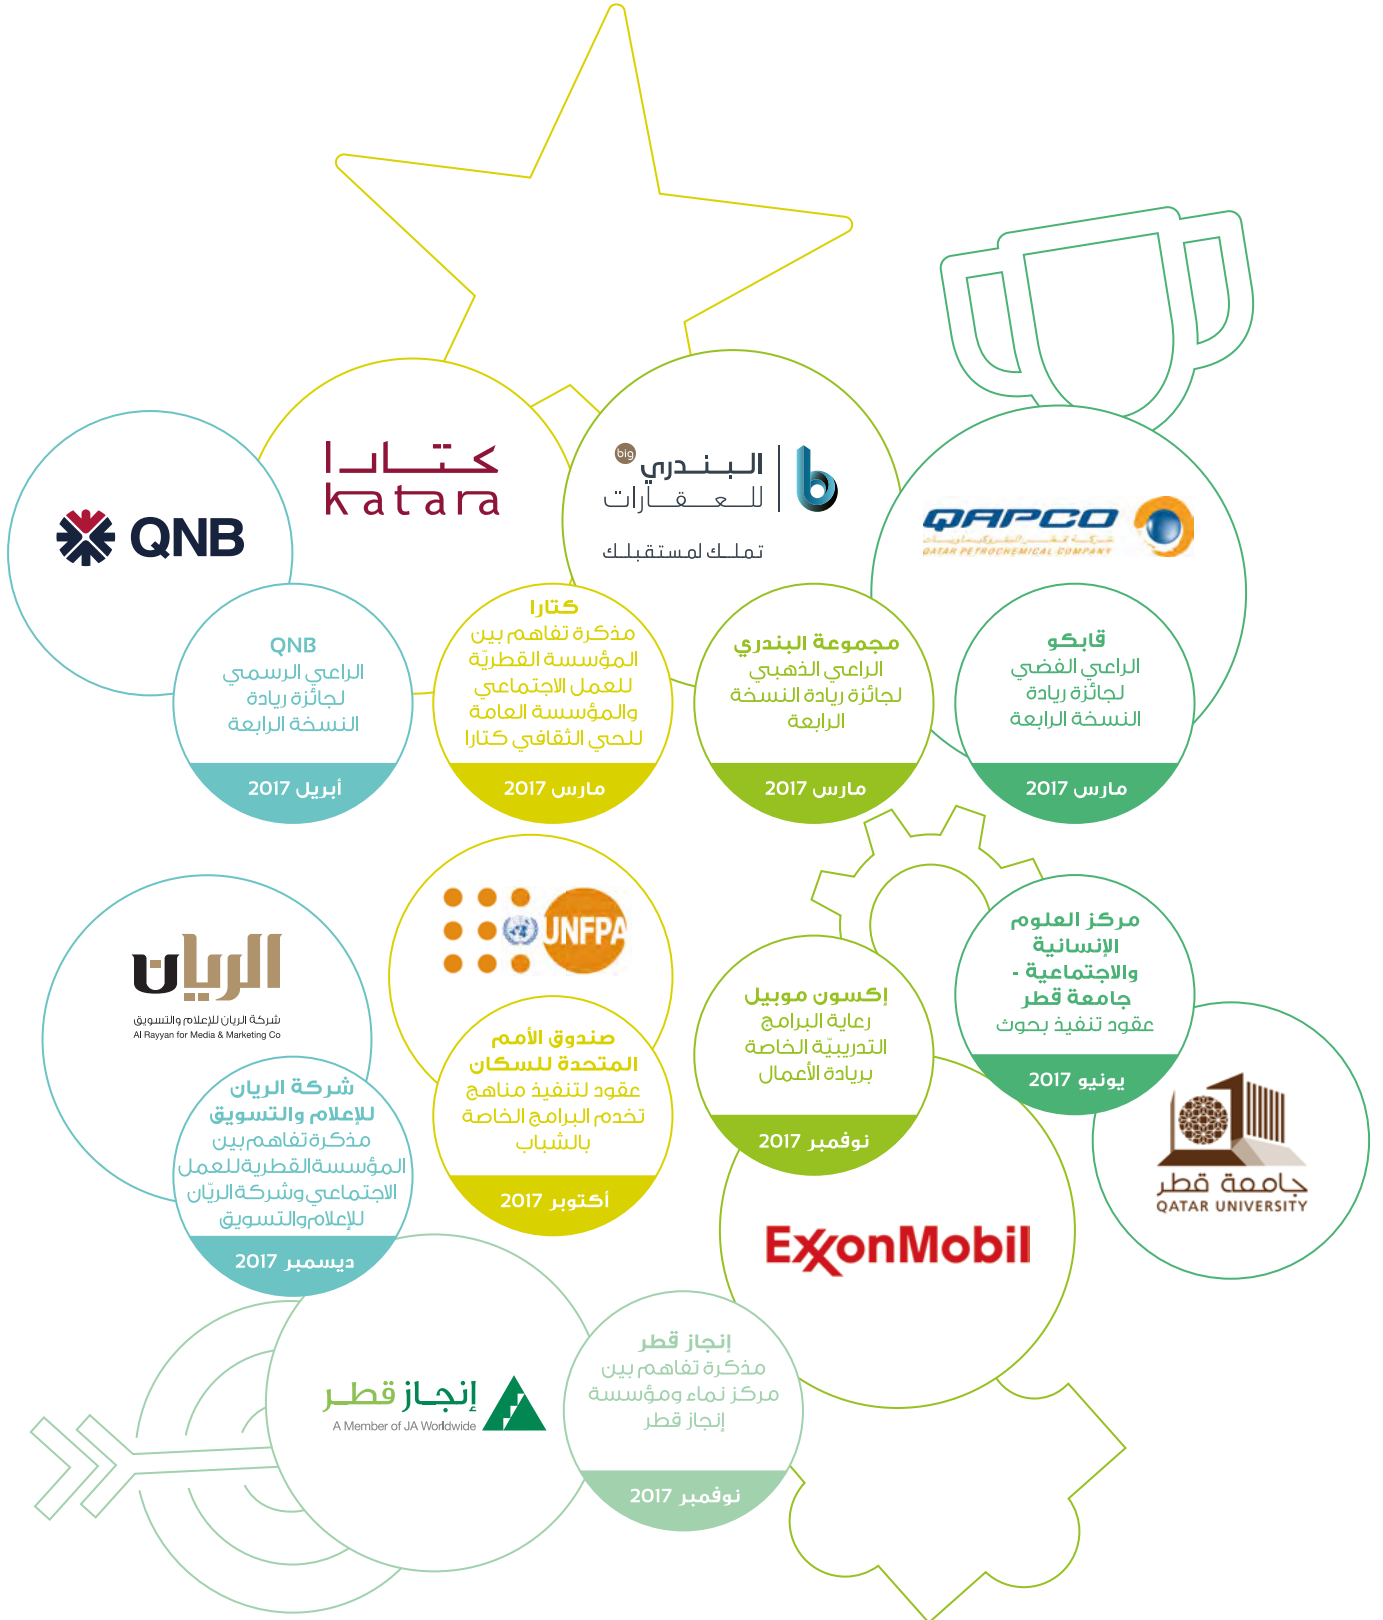 QAPCO
شركة قطر للبتروكيماويات
QATAR PETROCHEMICAL COMPANY
قابكو
الراعي الفضي
لجائزة ريادة
النسخة الرابعة
مارس 2017
big
البندري
للعقارات
تملك لمستقبلك
مجموعة البندري
الراعي الذهبي
لجائزة ريادة النسخة
الرابعة
مارس 2017
كتارا
katara
كتارا
مذكرة تفاهم بين
المؤسسة القطريّة
للعمل الاجتماعي
والمؤسسة العامة
للحي الثقافي كتارا
مارس 2017
QNB
QNB
الراعي الرسمي
لجائزة ريادة
النسخة الرابعة
أبريل 2017
مركز العلوم
الإنسانية
والاجتماعية -
جامعة قطر
عقود تنفيذ بحوث
يونيو 2017
جامعة قطر
QATAR UNIVERSITY
إكسون موبيل
رعاية البرامج
التدريبيّة الخاصة
بريادة الأعمال
نوفمبر 2017
ExxonMobil
UNFPA
صندوق الأمم
المتحدة للسكان
عقود لتنفيذ مناهج
تخدم البرامج الخاصة
بالشباب
أكتوبر 2017
الريان
شركة الريان للإعلام والتسويق
Al Rayyan for Media & Marketing Co
شركة الريان
للإعلام والتسويق
مذكرة تفاهم بين
المؤسسة القطرية للعمل
الاجتماعي وشركة الريّان
للإعلام والتسويق
ديسمبر 2017
إنجاز قطر
مذكرة تفاهم بين
مركز نماء ومؤسسة
إنجاز قطر
نوفمبر 2017
إنجاز قطر
A Member of JA Worldwide